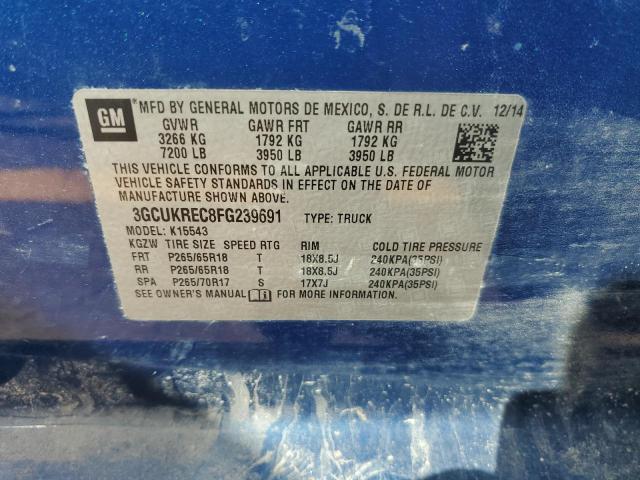 GM
MFD BY GENERAL MOTORS DE MEXICO, S. DE R.L. DE C.V. 12/14
GVWR GAWR FRT GAWR RR
3266 KG 1792 KG 1792 KG
7200 LB 3950 LB 3950 LB
THIS VEHICLE CONFORMS TO ALL APPLICABLE U.S. FEDERAL MOTOR
VEHICLE SAFETY STANDARDS IN EFFECT ON THE DATE OF
MANUFACTURE SHOWN ABOVE.
3GCUKREC8FG239691 TYPE: TRUCK
MODEL: K15543
KGZW TIRE SIZE SPEED RTG RIM COLD TIRE PRESSURE
FRT P265/65R18 T 18X8.5J 240KPA(35PSI)
RR P265/65R18 T 18X8.5J 240KPA(35PSI)
SPA P265/70R17 S 17X7J 240KPA(35PSI)
SEE OWNER'S MANUAL FOR MORE INFORMATION.